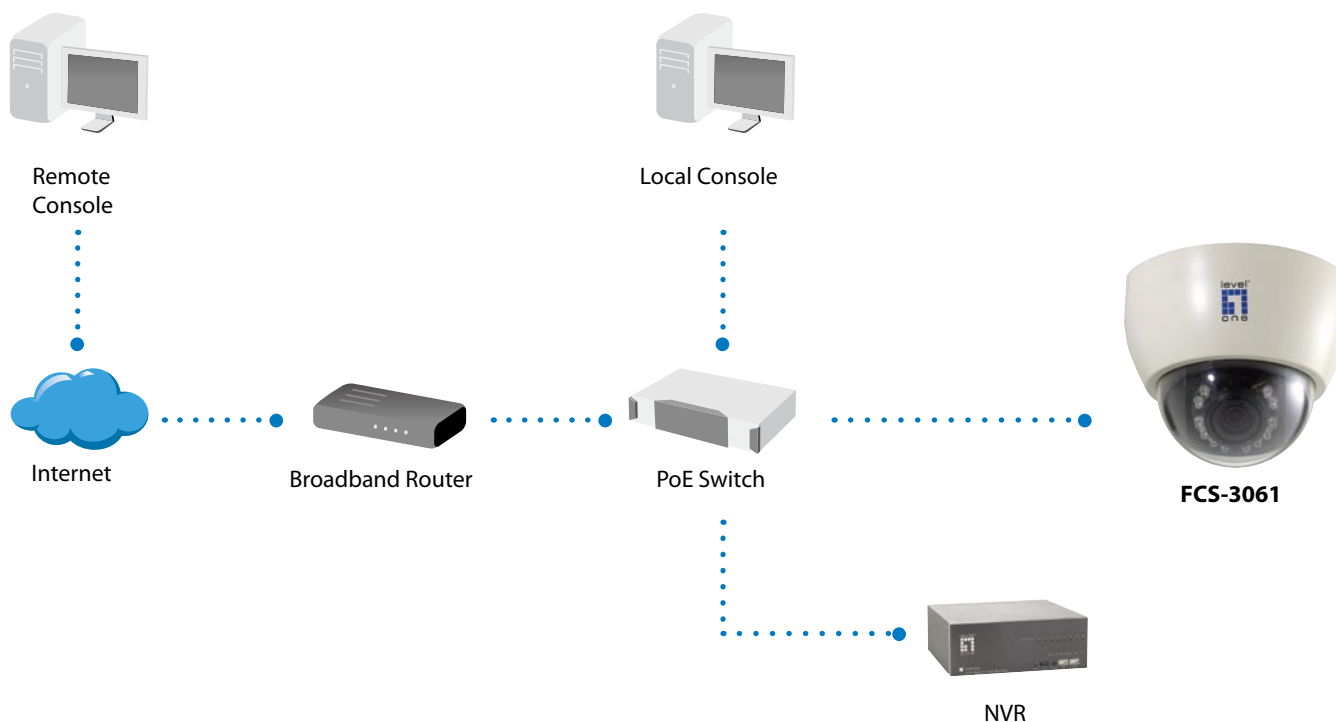 Remote
Console
Local Console
level
one
Internet
Broadband Router
PoE Switch
FCS-3061
NVR